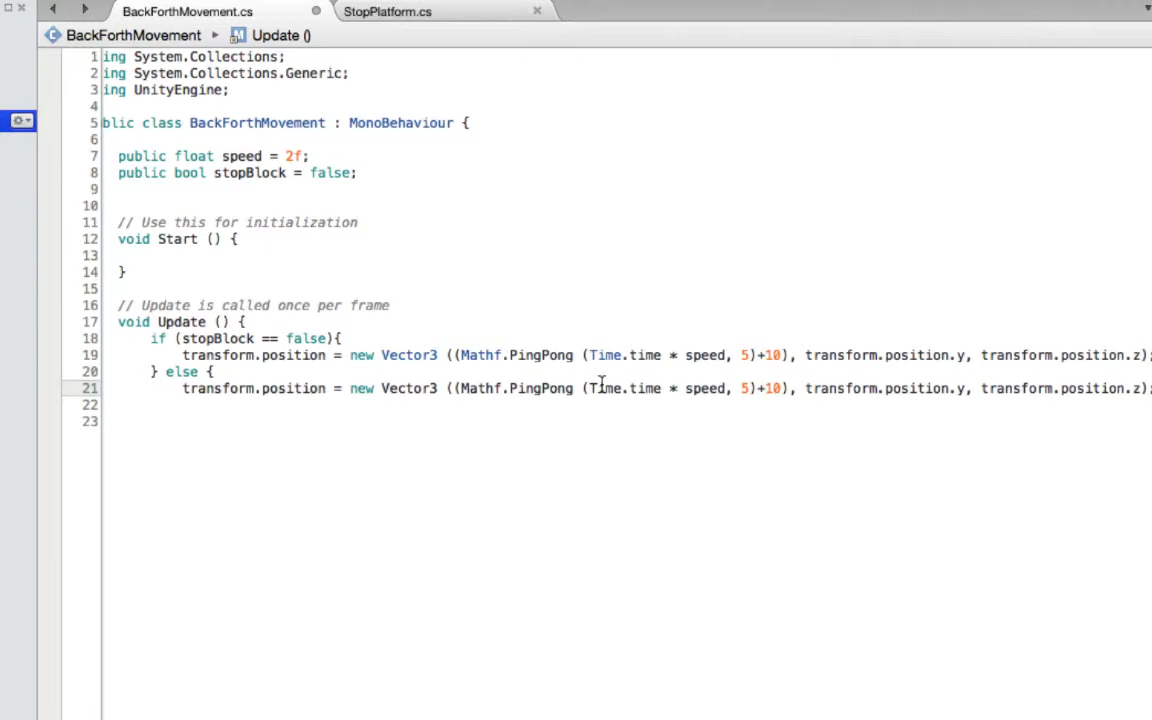 BackForthMovement.cs
StopPlatform.cs
BackForthMovement Update ()
1 ing System.Collections;
2 ing System.Collections.Generic;
3 ing UnityEngine;
4
5 blic class BackForthMovement : MonoBehaviour {
6
7 public float speed = 2f;
8 public bool stopBlock = false;
9
10
11 // Use this for initialization
12 void Start () {
13
14 }
15
16 // Update is called once per frame
17 void Update () {
18 if (stopBlock == false){
19 transform.position = new Vector3 ((Mathf.PingPong (Time.time * speed, 5)+10), transform.position.y, transform.position.z);
20 } else {
21 transform.position = new Vector3 ((Mathf.PingPong (Time.time * speed, 5)+10), transform.position.y, transform.position.z);
22
23